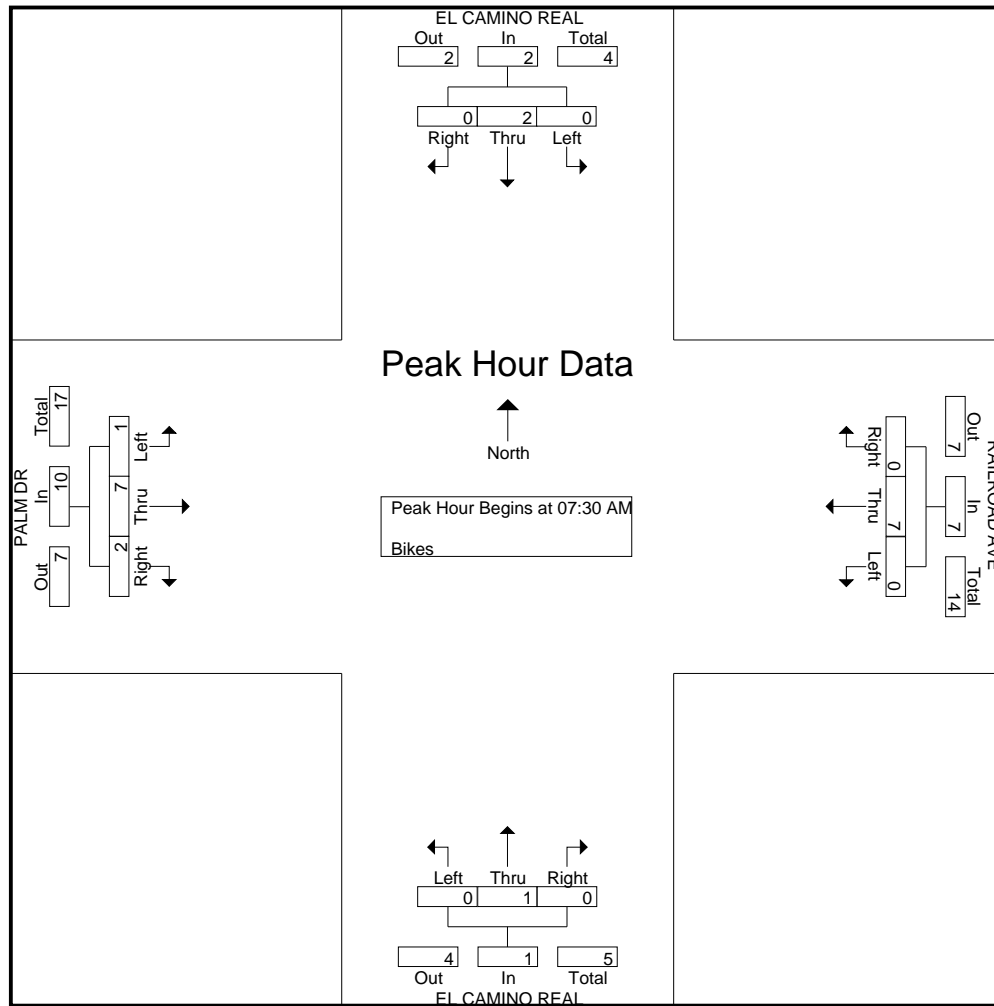 EL CAMINO REAL
Out In Total
2 2 4
0 2 0
Right Thru Left
Peak Hour Data
North
Peak Hour Begins at 07:30 AM
Bikes
PALM DR
Out In Total
7 10 17
1 7 2
Left Thru Right
RAILROAD AVE
Out In Total
7 7 14
0 7 0
Right Thru Left
Left Thru Right
0 1 0
4 1 5
Out In Total
EL CAMINO REAL